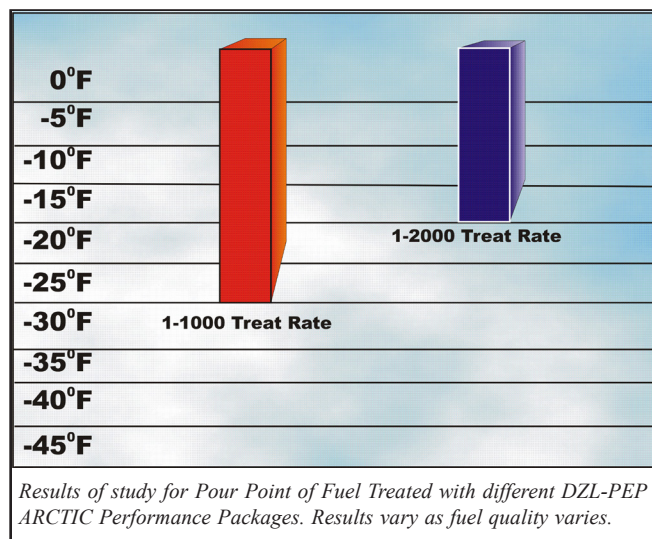 0°F
-5°F
-10°F
-15°F
1-2000 Treat Rate
-20°F
-25°F
-30°F
1-1000 Treat Rate
-35°F
-40°F
-45°F
Results of study for Pour Point of Fuel Treated with different DZL-PEP
ARCTIC Performance Packages. Results vary as fuel quality varies.